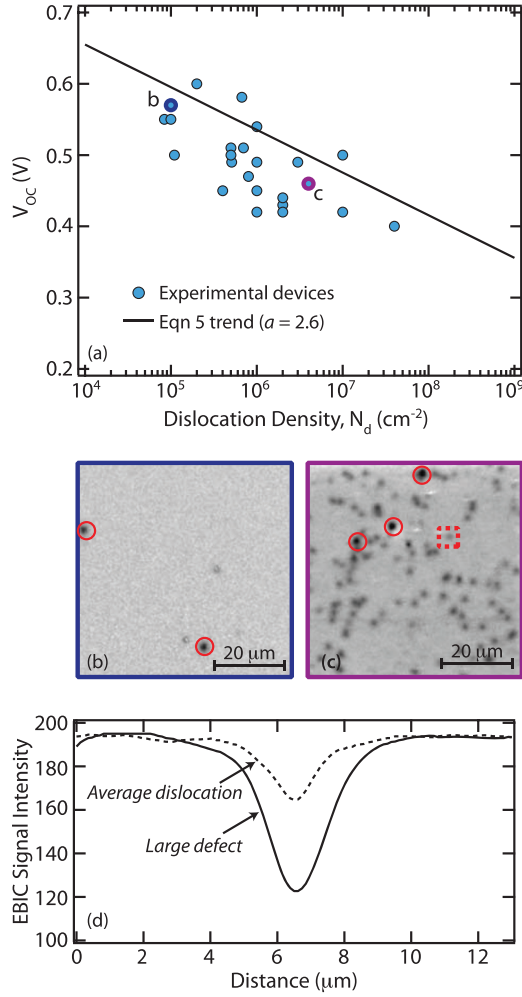 (a)
0.7
0.6
0.5
0.4
0.3
0.2
V_OC (V)
b
c
Experimental devices
Eqn 5 trend (a = 2.6)
10^4
10^5
10^6
10^7
10^8
10^9
Dislocation Density, N_d (cm^-2)
(b)
20 μm
(c)
20 μm
200
180
160
140
120
100
EBIC Signal Intensity
Average dislocation
Large defect
(d)
0
2
4
6
8
10
12
Distance (μm)